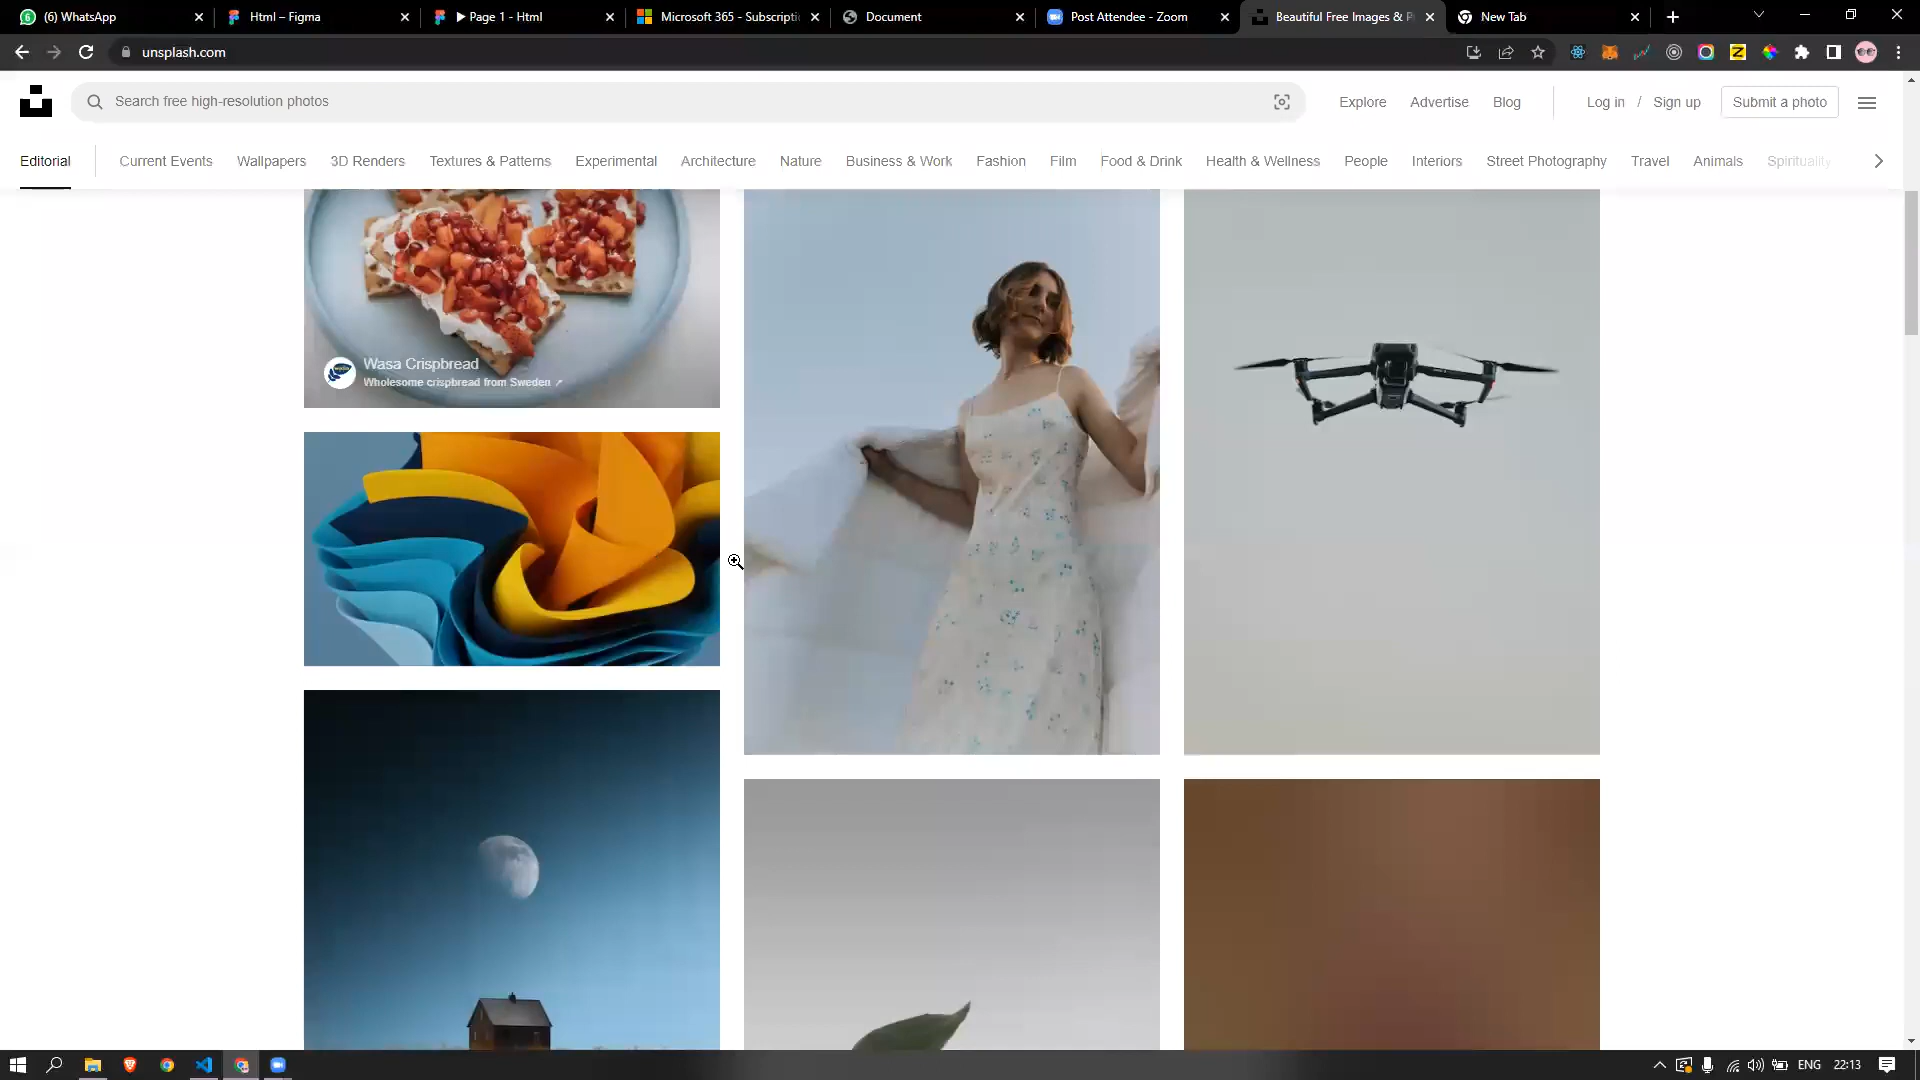 (6) WhatsApp
Html – Figma
Page 1 - Html
Microsoft 365 - Subscripti
Document
Post Attendee - Zoom
Beautiful Free Images & P
New Tab
unsplash.com
Search free high-resolution photos
Explore
Advertise
Blog
Log in / Sign up
Submit a photo
Editorial
Current Events
Wallpapers
3D Renders
Textures & Patterns
Experimental
Architecture
Nature
Business & Work
Fashion
Film
Food & Drink
Health & Wellness
People
Interiors
Street Photography
Travel
Animals
Spirituality
Wasa Crispbread
Wholesome crispbread from Sweden ↗
ENG
22:13